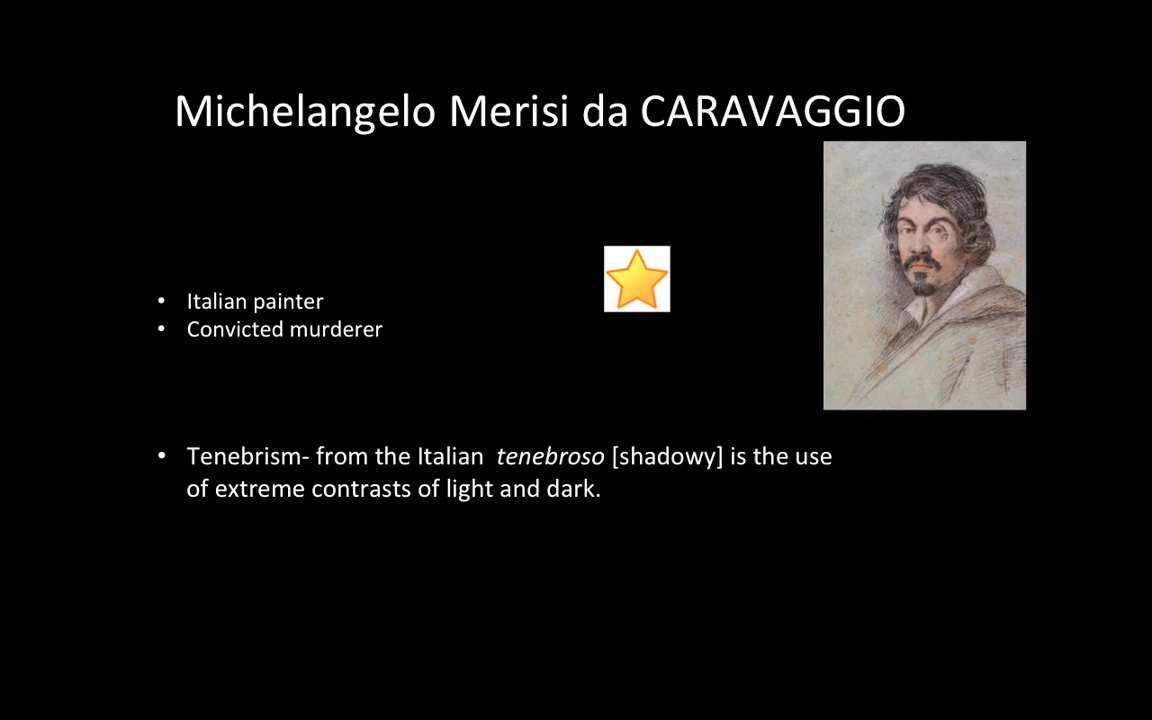 Michelangelo Merisi da CARAVAGGIO
• Italian painter
• Convicted murderer
• Tenebrism- from the Italian tenebroso [shadowy] is the use
of extreme contrasts of light and dark.